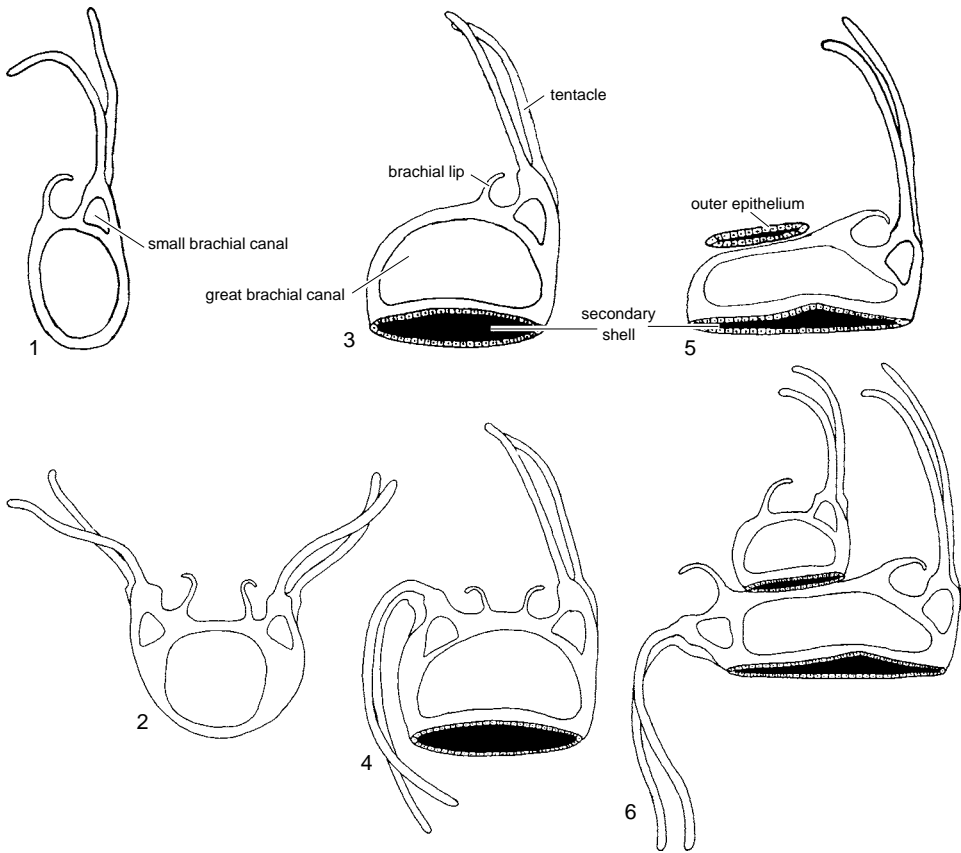 tentacle
brachial lip
outer epithelium
small brachial canal
great brachial canal
secondary
shell
1
3
5
2
4
6